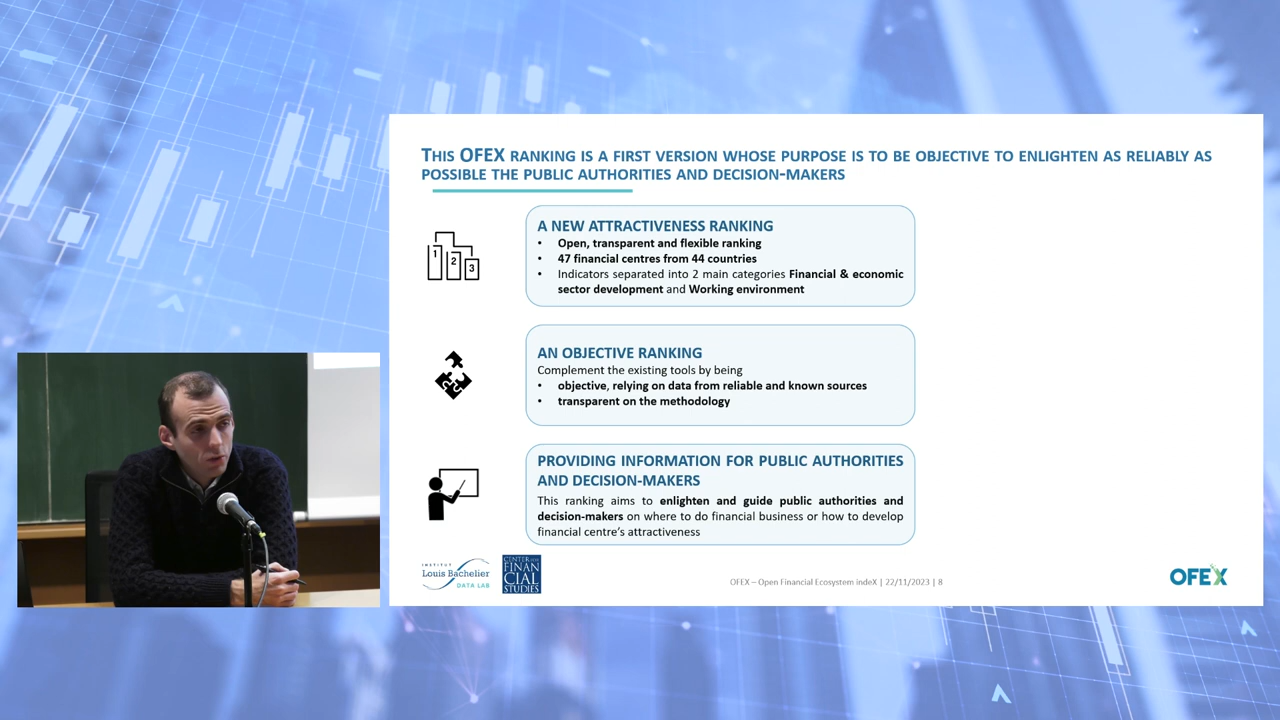 THIS OFEX RANKING IS A FIRST VERSION WHOSE PURPOSE IS TO BE OBJECTIVE TO ENLIGHTEN AS RELIABLY AS
POSSIBLE THE PUBLIC AUTHORITIES AND DECISION-MAKERS
1 2 3
A NEW ATTRACTIVENESS RANKING
• Open, transparent and flexible ranking
• 47 financial centres from 44 countries
• Indicators separated into 2 main categories Financial & economic
sector development and Working environment
AN OBJECTIVE RANKING
Complement the existing tools by being
• objective, relying on data from reliable and known sources
• transparent on the methodology
PROVIDING INFORMATION FOR PUBLIC AUTHORITIES
AND DECISION-MAKERS
This ranking aims to enlighten and guide public authorities and
decision-makers on where to do financial business or how to develop
financial centre's attractiveness
INSTITUT
Louis Bachelier
DATA LAB
CENTER FOR
FINAN
CIAL
STUDIES
OFEX – Open Financial Ecosystem indeX | 22/11/2023 | 8
OFEX